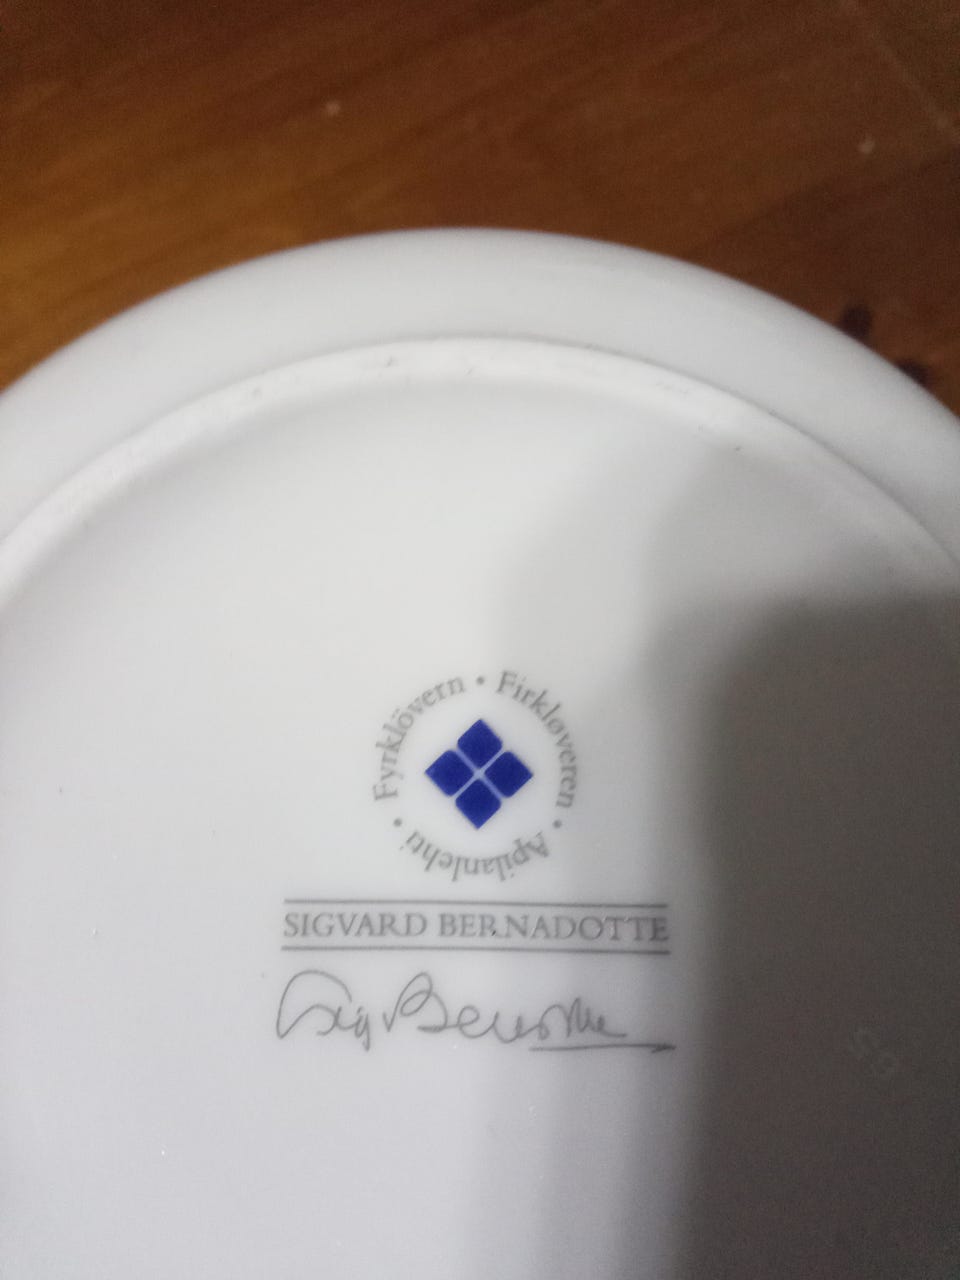 Fyrklövern • Firkløveren • Apilanlehti •
SIGVARD BERNADOTTE